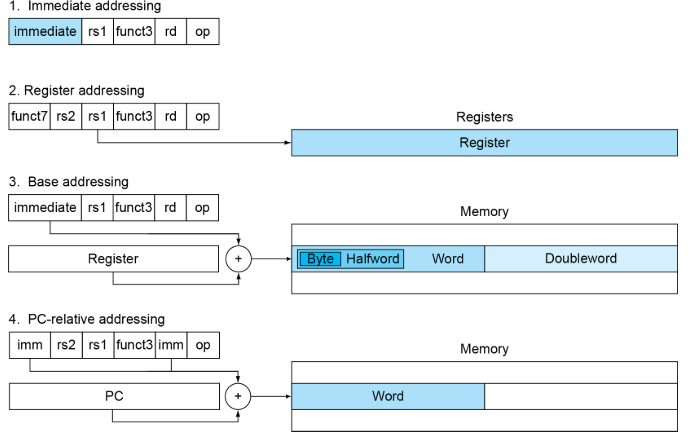 1. Immediate addressing
immediate rs1 funct3 rd op
2. Register addressing
funct7 rs2 rs1 funct3 rd op
Registers
Register
3. Base addressing
immediate rs1 funct3 rd op
Memory
Register + Byte Halfword Word Doubleword
4. PC-relative addressing
imm rs2 rs1 funct3 imm op
Memory
PC + Word